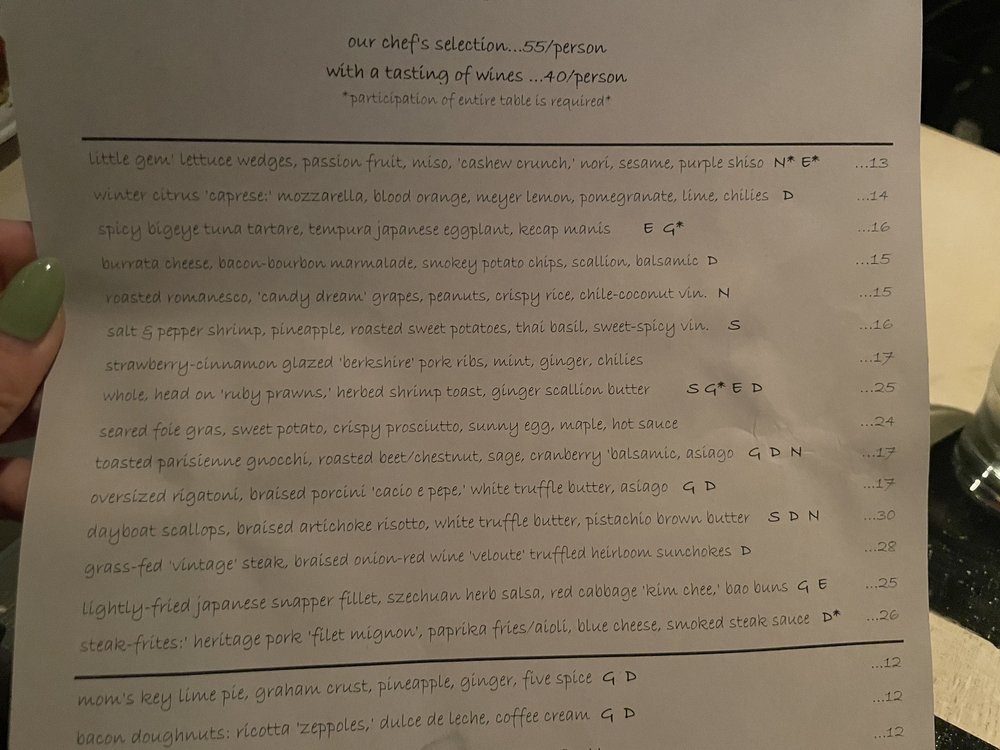 our chef's selection...55/person
with a tasting of wines ...40/person
*participation of entire table is required*
little gem' lettuce wedges, passion fruit, miso, 'cashew crunch,' nori, sesame, purple shiso N* E* ...13
winter citrus 'caprese:' mozzarella, blood orange, meyer lemon, pomegranate, lime, chilies D ...14
spicy bigeye tuna tartare, tempura japanese eggplant, kecap manis E G* ...16
burrata cheese, bacon-bourbon marmalade, smokey potato chips, scallion, balsamic D ...15
roasted romanesco, 'candy dream' grapes, peanuts, crispy rice, chile-coconut vin. N ...15
salt & pepper shrimp, pineapple, roasted sweet potatoes, thai basil, sweet-spicy vin. S ...16
strawberry-cinnamon glazed 'berkshire' pork ribs, mint, ginger, chilies ...17
whole, head on 'ruby prawns,' herbed shrimp toast, ginger scallion butter S G* E D ...25
seared foie gras, sweet potato, crispy prosciutto, sunny egg, maple, hot sauce ...24
toasted parisienne gnocchi, roasted beet/chestnut, sage, cranberry 'balsamic, asiago G D N ...17
oversized rigatoni, braised porcini 'cacio e pepe,' white truffle butter, asiago G D ...17
dayboat scallops, braised artichoke risotto, white truffle butter, pistachio brown butter S D N ...30
grass-fed 'vintage' steak, braised onion-red wine 'veloute' truffled heirloom sunchokes D ...28
lightly-fried japanese snapper fillet, szechuan herb salsa, red cabbage 'kim chee,' bao buns G E ...25
steak-frites:' heritage pork 'filet mignon', paprika fries/aioli, blue cheese, smoked steak sauce D* ...26
mom's key lime pie, graham crust, pineapple, ginger, five spice G D ...12
bacon doughnuts: ricotta 'zeppoles,' dulce de leche, coffee cream G D ...12
...12